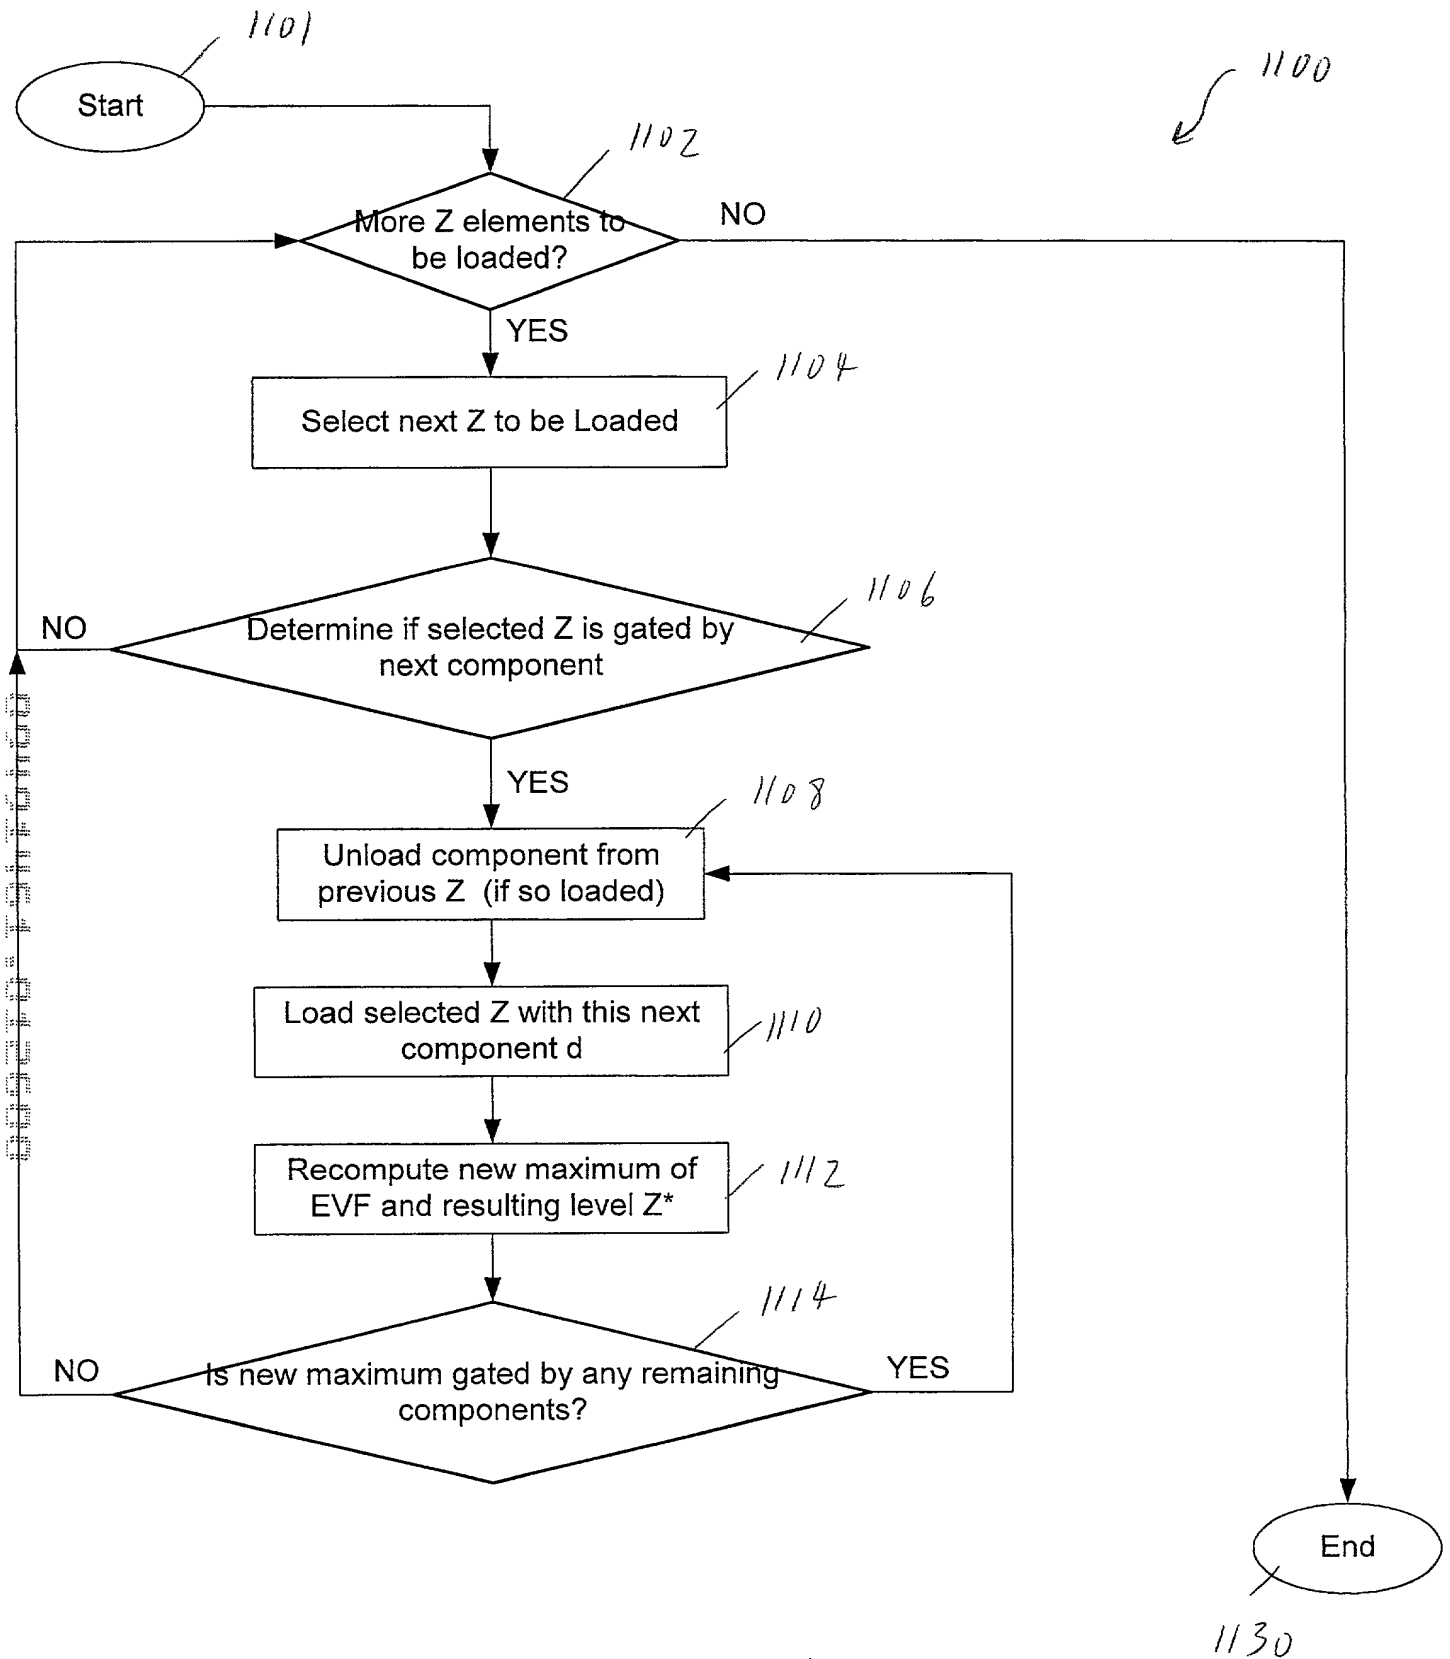 1101
1100
Start
1102
More Z elements to
be loaded?
NO
YES
1104
Select next Z to be Loaded
1106
NO
Determine if selected Z is gated by
next component
YES
1108
Unload component from
previous Z (if so loaded)
Load selected Z with this next
component d
1110
Recompute new maximum of
EVF and resulting level Z*
1112
1114
NO
Is new maximum gated by any remaining
components?
YES
End
1130